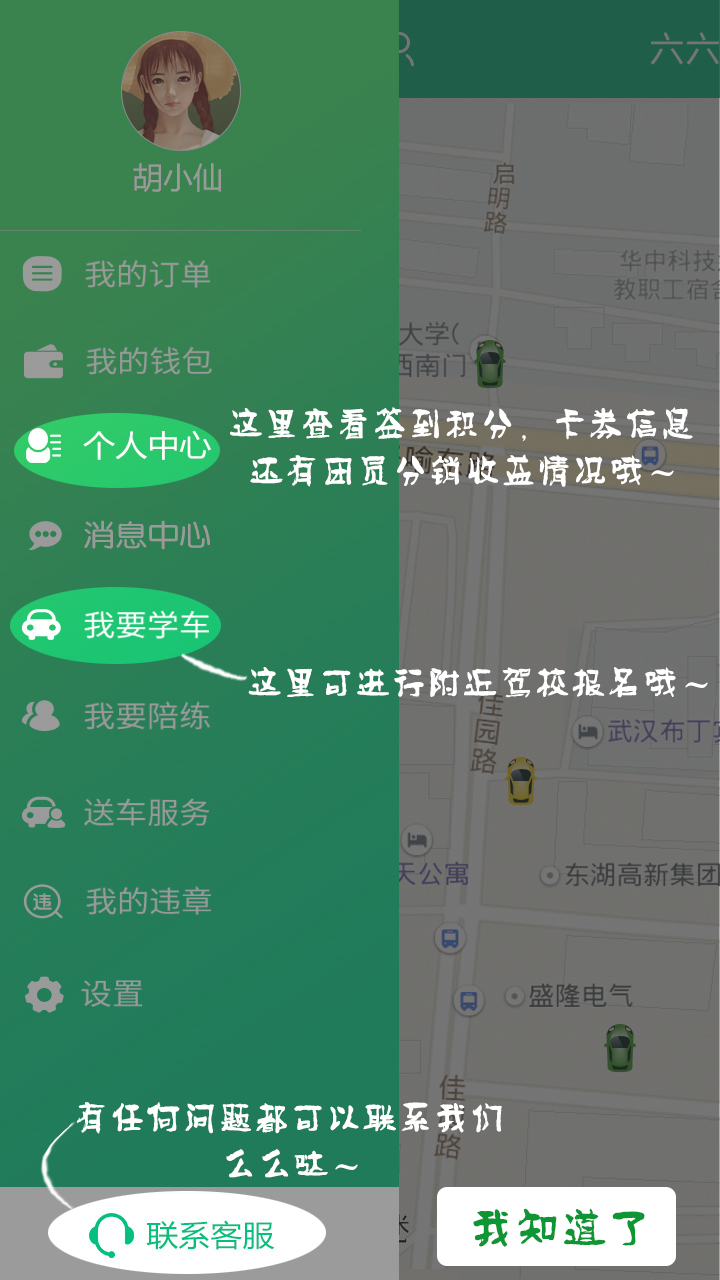 六六
胡小仙
启明路
我的订单
华中科技
教职工宿舍
大学(
西南门
我的钱包
个人中心
这里查看签到积分，卡券信息
还有团员分销收益情况哦~
喻东路
消息中心
我要学车
这里可进行附近驾校报名哦~
佳园路
武汉布丁
我要陪练
送车服务
天公寓
东湖高新集团
违
我的违章
设置
盛隆电气
佳
路
有任何问题都可以联系我们
么么哒~
联系客服
我知道了